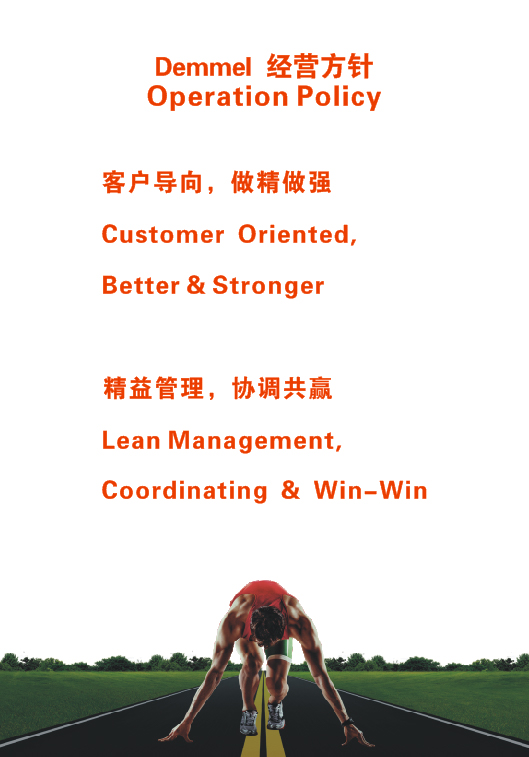 Demmel 经营方针
Operation Policy
客户导向，做精做强
Customer Oriented,
Better & Stronger
精益管理，协调共赢
Lean Management,
Coordinating & Win-Win